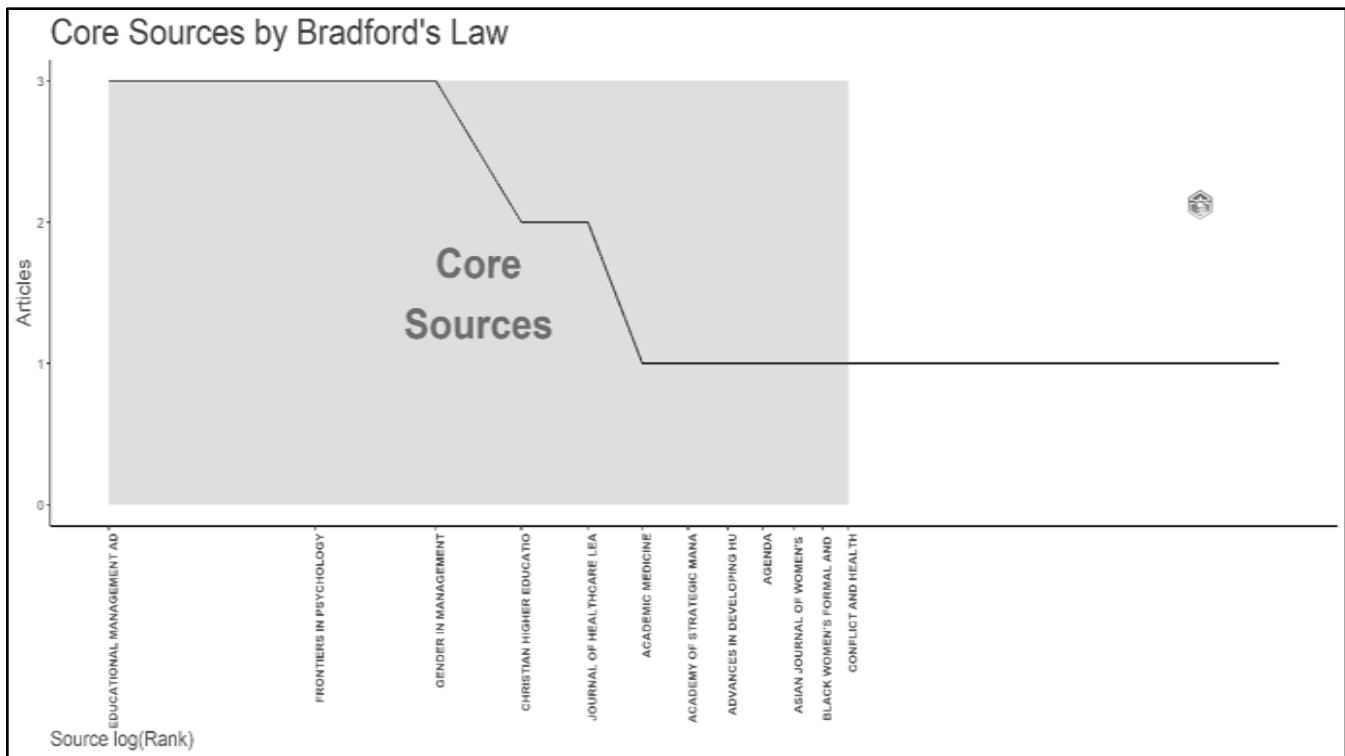 Core Sources by Bradford's Law
3
2
1
0
Articles
Core
Sources
EDUCATIONAL MANAGEMENT AD
FRONTIERS IN PSYCHOLOGY
GENDER IN MANAGEMENT
CHRISTIAN HIGHER EDUCATIO
JOURNAL OF HEALTHCARE LEA
ACADEMIC MEDICINE
ACADEMY OF STRATEGIC MANA
ADVANCES IN DEVELOPING HU
AGENDA
ASIAN JOURNAL OF WOMEN'S
BLACK WOMEN'S FORMAL AND
CONFLICT AND HEALTH
Source log(Rank)